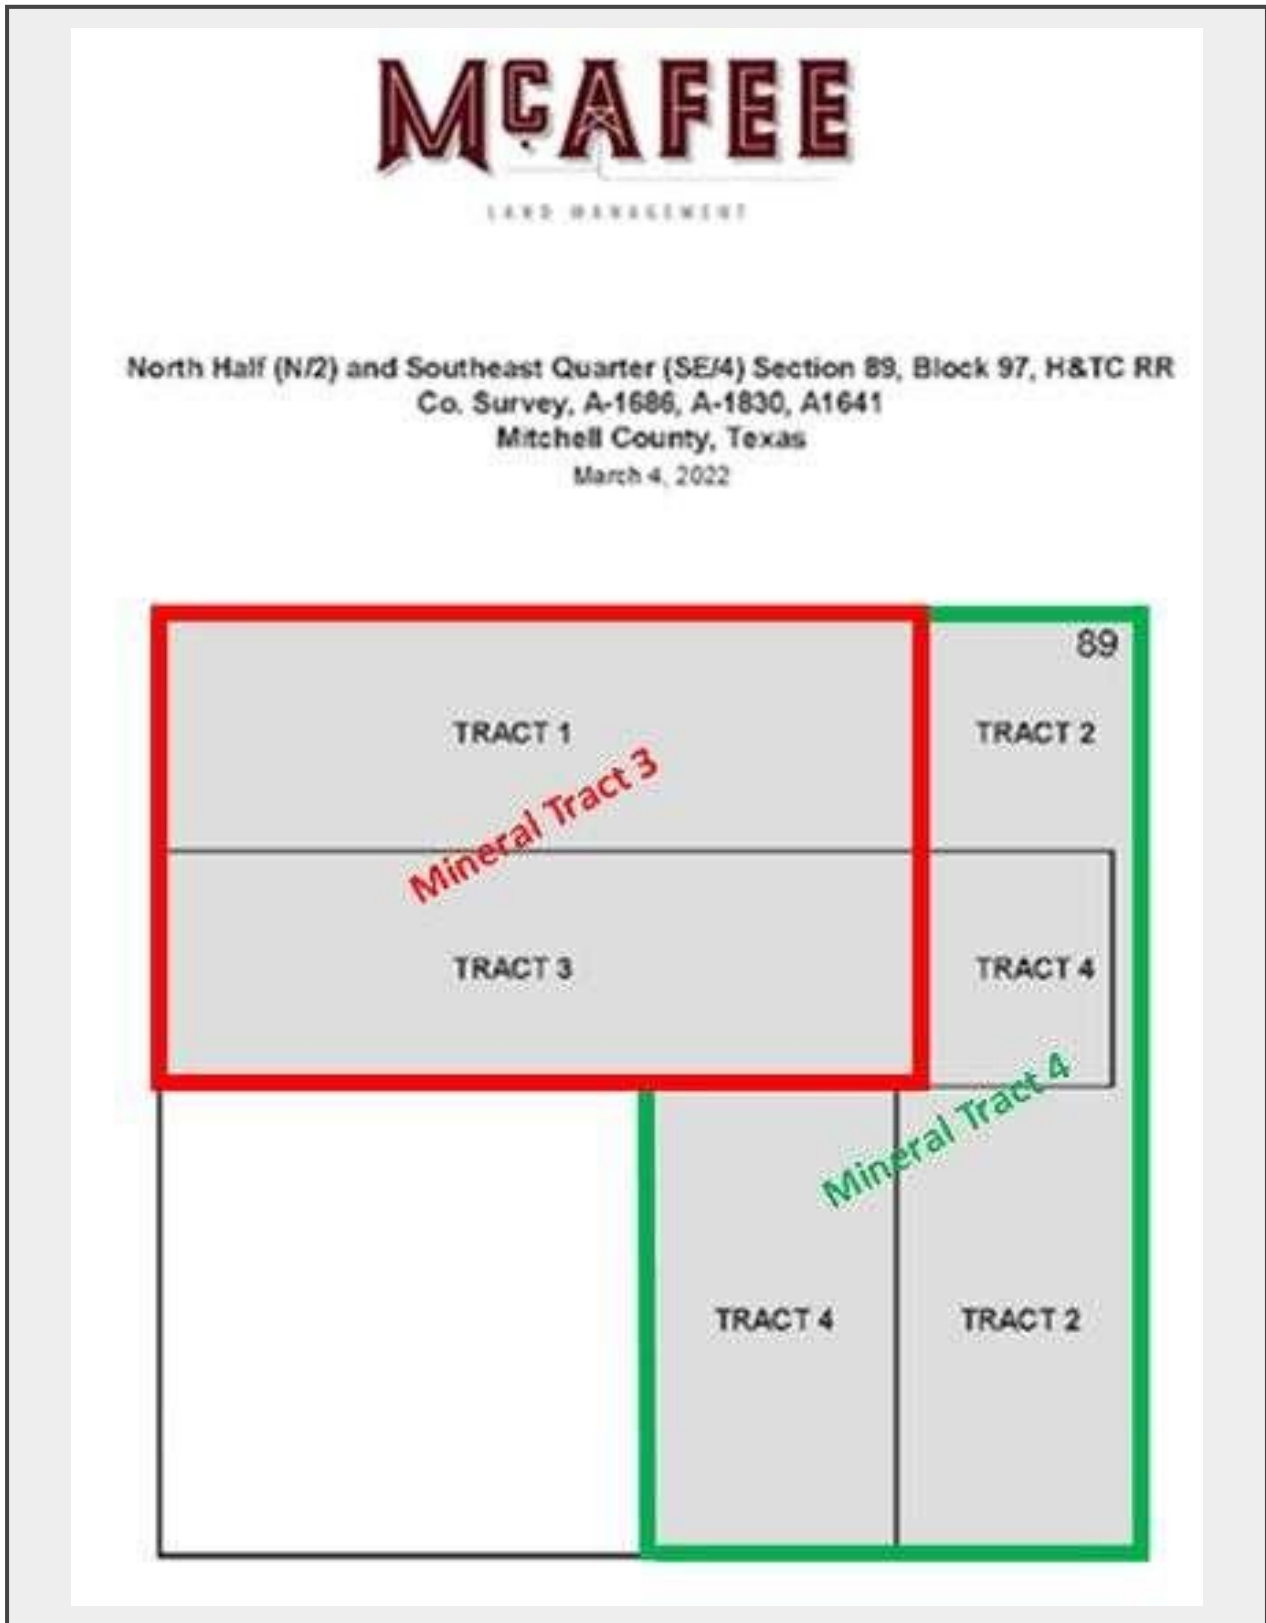 McAFEE
LAND MANAGEMENT
North Half (N/2) and Southeast Quarter (SE/4) Section 89, Block 97, H&TC RR
Co. Survey, A-1686, A-1830, A1641
Mitchell County, Texas
March 4, 2022
89
TRACT 1
TRACT 2
Mineral Tract 3
TRACT 3
TRACT 4
Mineral Tract 4
TRACT 4
TRACT 2